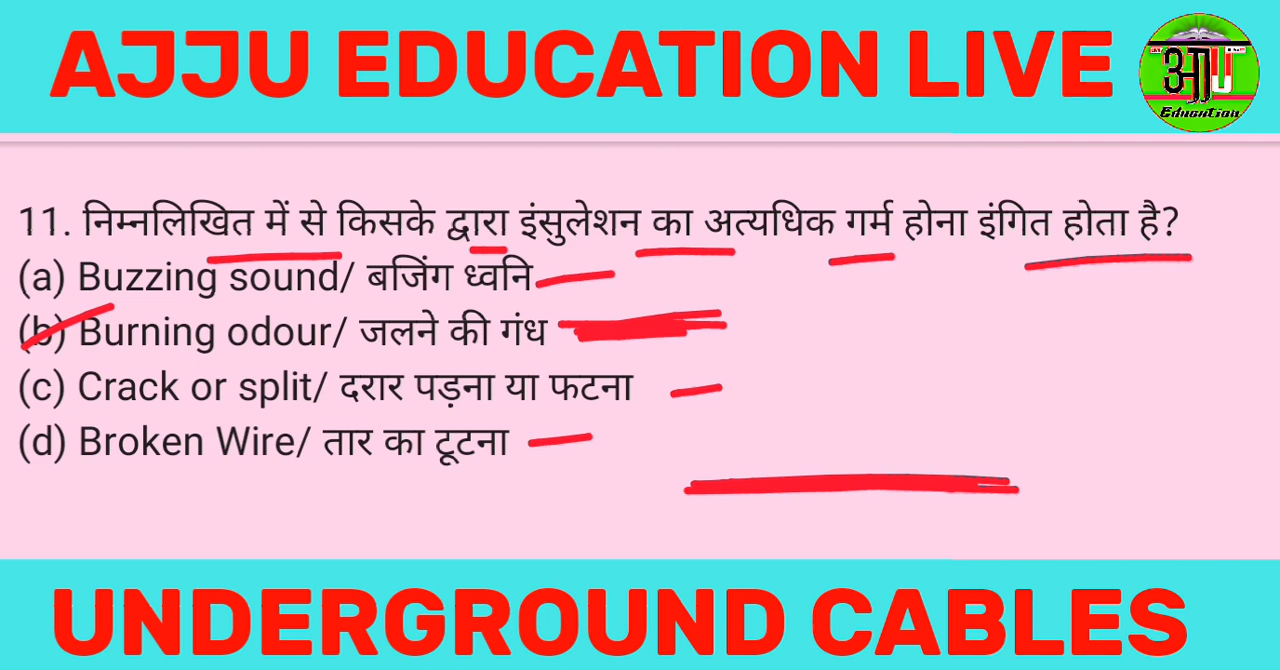 AJJU EDUCATION LIVE
Education
11. निम्नलिखित में से किसके द्वारा इंसुलेशन का अत्यधिक गर्म होना इंगित होता है?
(a) Buzzing sound/ बजिंग ध्वनि
(b) Burning odour/ जलने की गंध
(c) Crack or split/ दरार पड़ना या फटना
(d) Broken Wire/ तार का टूटना
UNDERGROUND CABLES